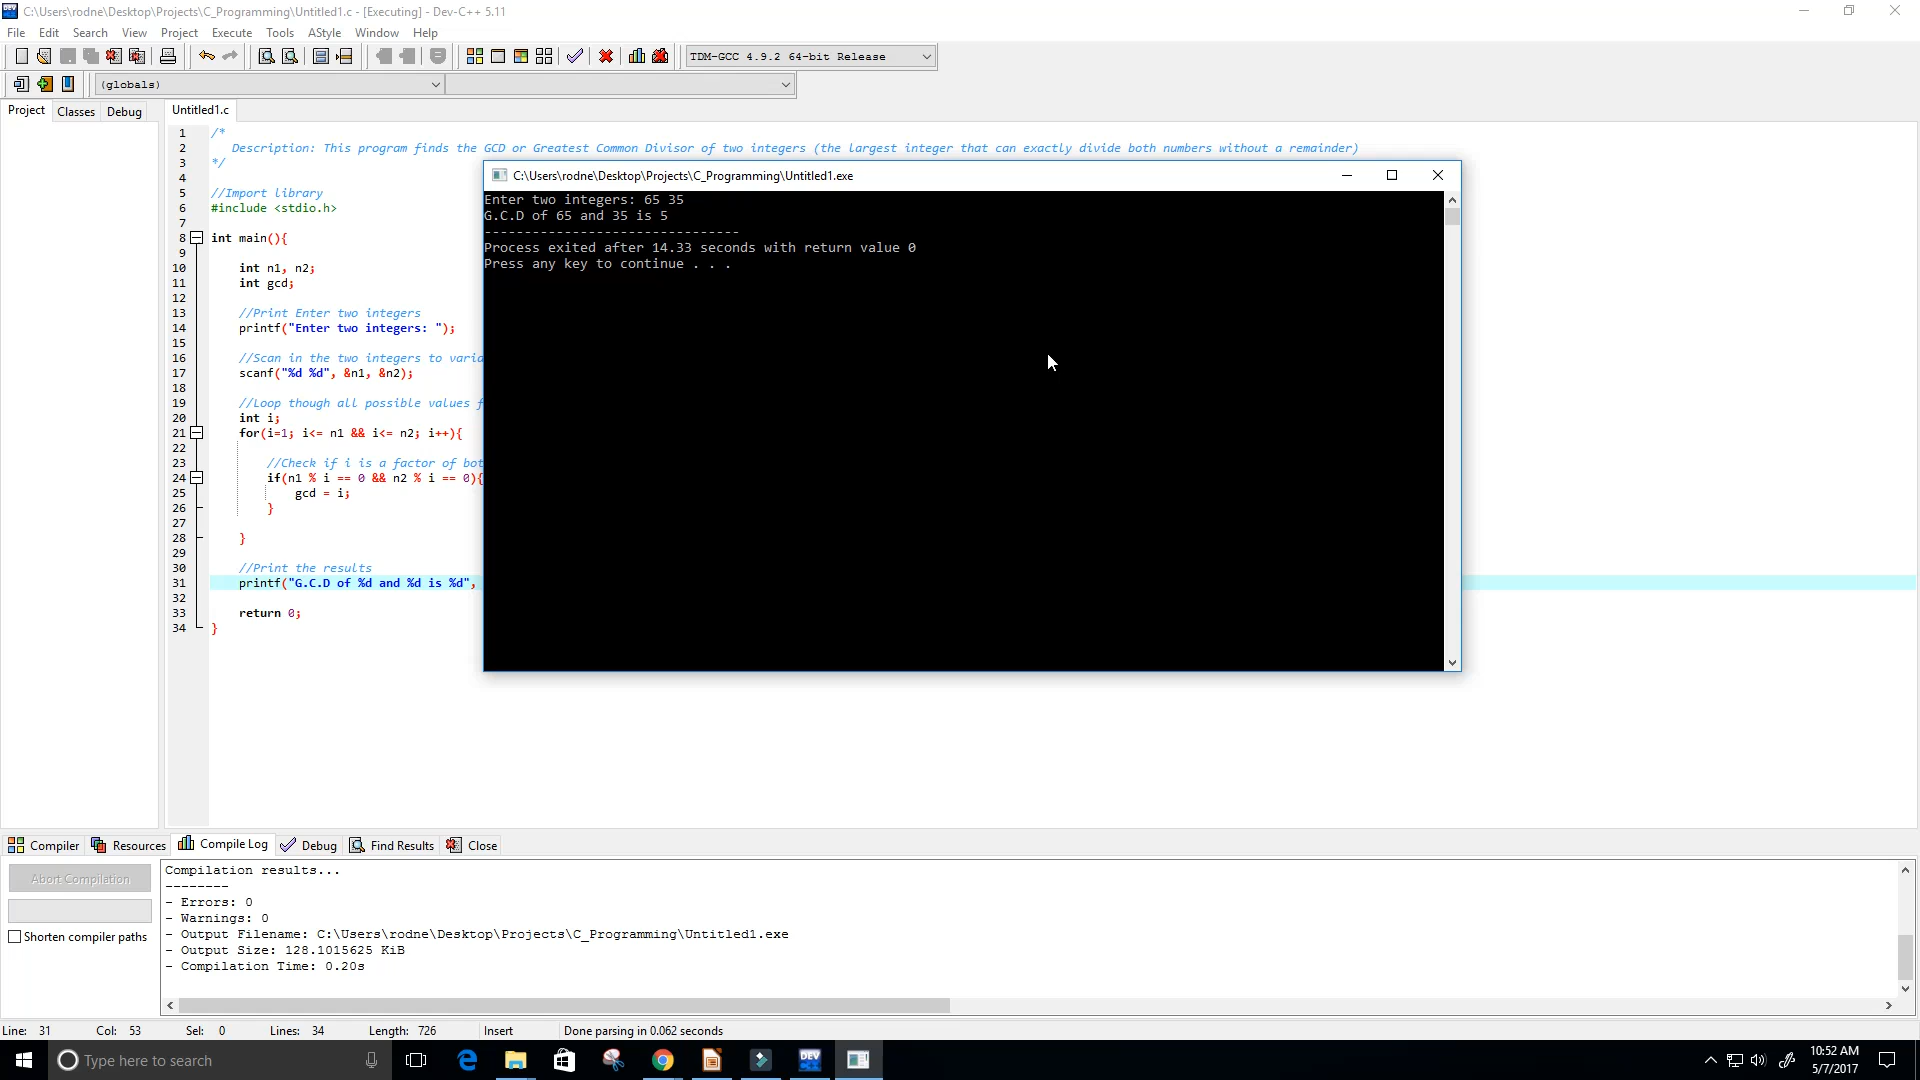 C:\Users\rodne\Desktop\Projects\C_Programming\Untitled1.c - [Executing] - Dev-C++ 5.11
File Edit Search View Project Execute Tools AStyle Window Help
TDM-GCC 4.9.2 64-bit Release
(globals)
Project Classes Debug Untitled1.c
1 /*
2 Description: This program finds the GCD or Greatest Common Divisor of two integers (the largest integer that can exactly divide both numbers without a remainder)
3 */
4
5 //Import library
6 #include <stdio.h>
7
8 int main(){
9
10 int n1, n2;
11 int gcd;
12
13 //Print Enter two integers
14 printf("Enter two integers: ");
15
16 //Scan in the two integers to varia
17 scanf("%d %d", &n1, &n2);
18
19 //Loop though all possible values f
20 int i;
21 for(i=1; i<= n1 && i<= n2; i++){
22
23 //Check if i is a factor of bot
24 if(n1 % i == 0 && n2 % i == 0){
25 gcd = i;
26 }
27
28 }
29
30 //Print the results
31 printf("G.C.D of %d and %d is %d",
32
33 return 0;
34 }
C:\Users\rodne\Desktop\Projects\C_Programming\Untitled1.exe
Enter two integers: 65 35
G.C.D of 65 and 35 is 5
--------------------------------
Process exited after 14.33 seconds with return value 0
Press any key to continue . . .
Compiler Resources Compile Log Debug Find Results Close
Abort Compilation
Shorten compiler paths
Compilation results...
--------
- Errors: 0
- Warnings: 0
- Output Filename: C:\Users\rodne\Desktop\Projects\C_Programming\Untitled1.exe
- Output Size: 128.1015625 KiB
- Compilation Time: 0.20s
Line: 31 Col: 53 Sel: 0 Lines: 34 Length: 726 Insert Done parsing in 0.062 seconds
Type here to search
DEV
10:52 AM
5/7/2017